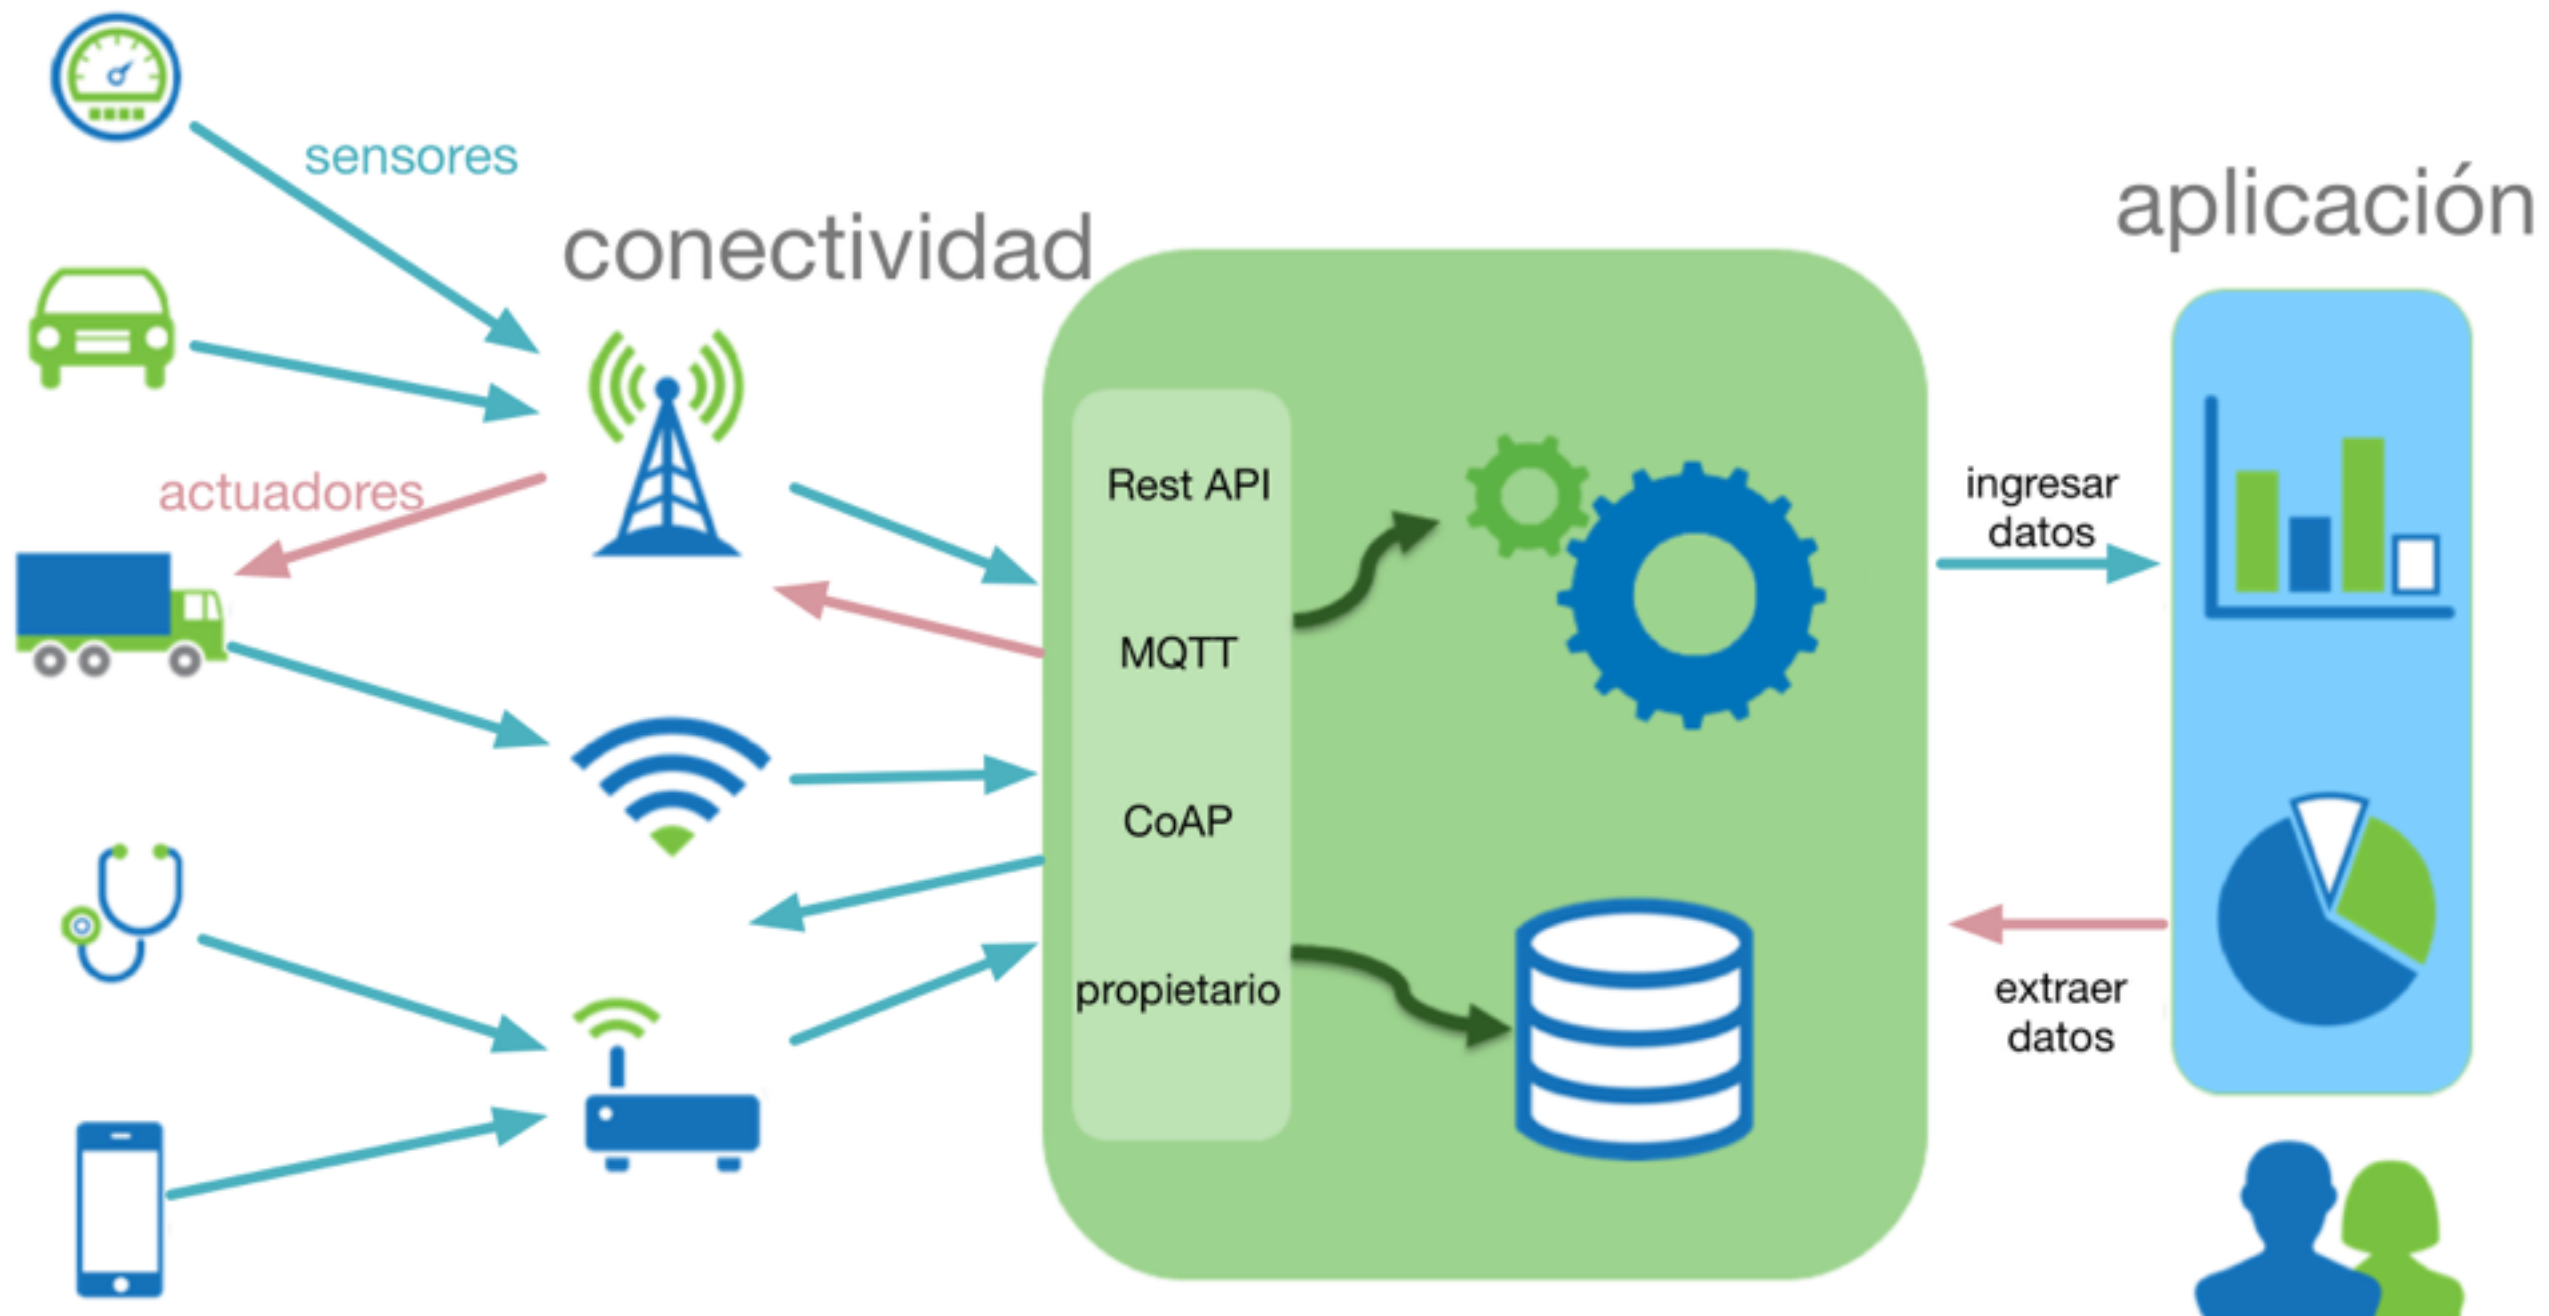 sensores
conectividad
aplicación
actuadores
Rest API
MQTT
CoAP
propietario
ingresar
datos
extraer
datos